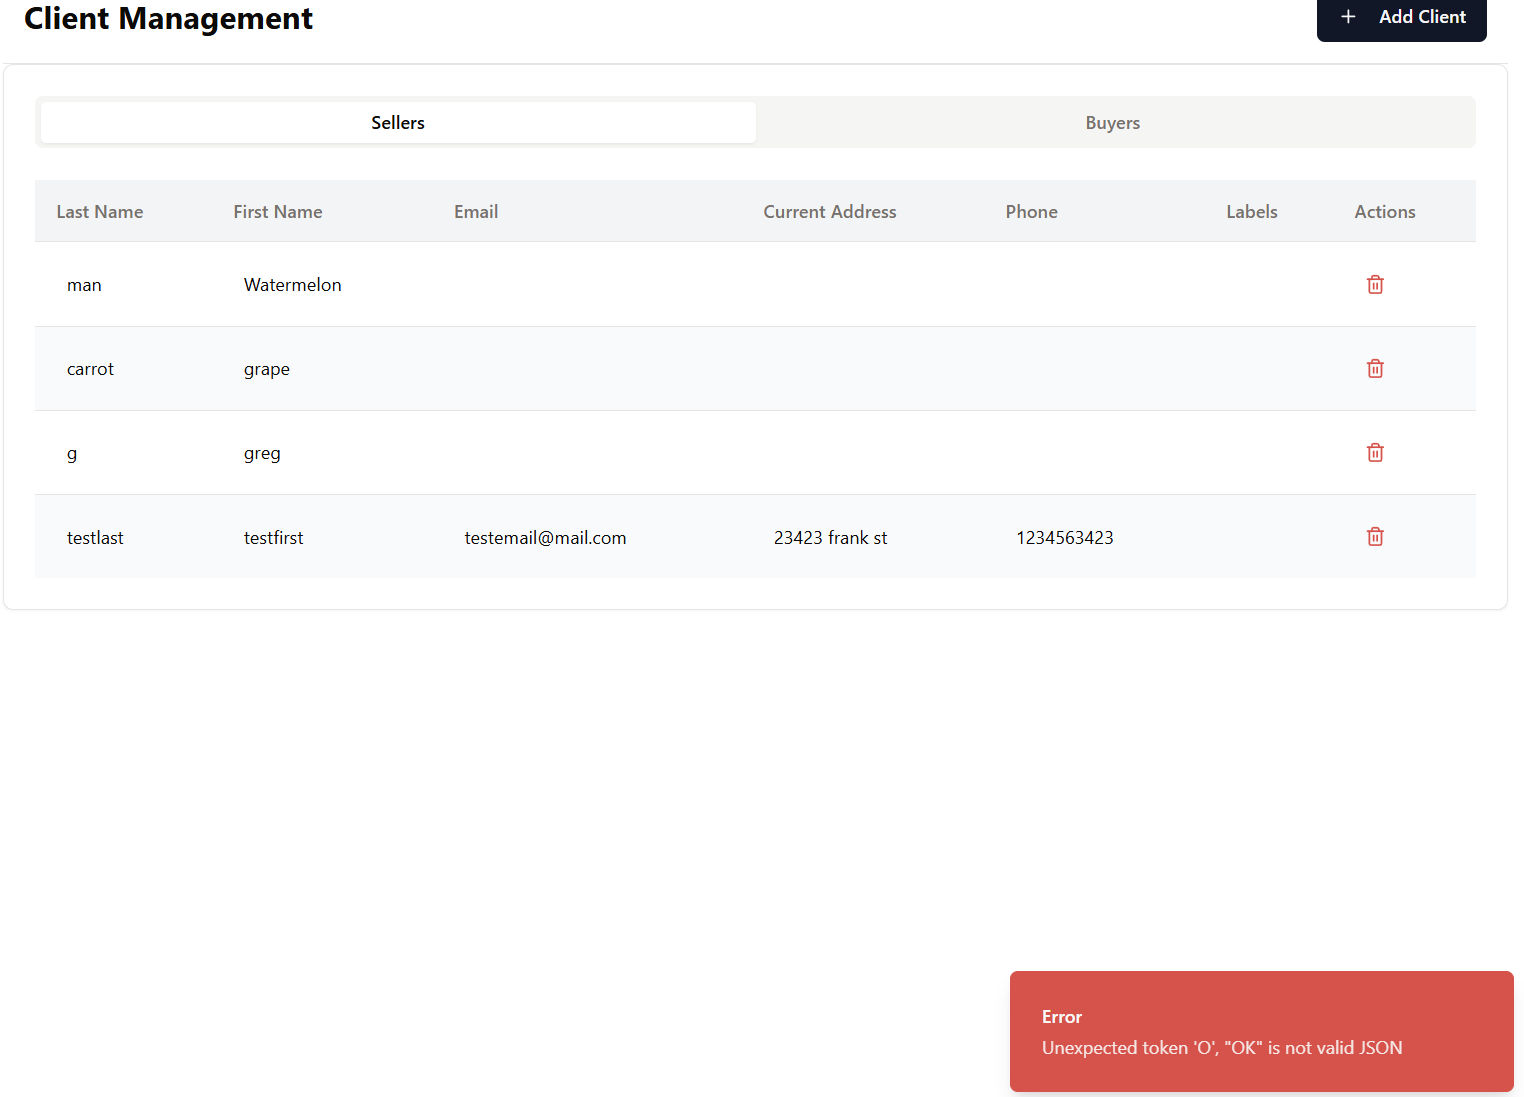 Client Management
+ Add Client
Sellers Buyers
Last Name First Name Email Current Address Phone Labels Actions
man Watermelon
carrot grape
g greg
testlast testfirst testemail@mail.com 23423 frank st 1234563423
Error
Unexpected token 'O', "OK" is not valid JSON